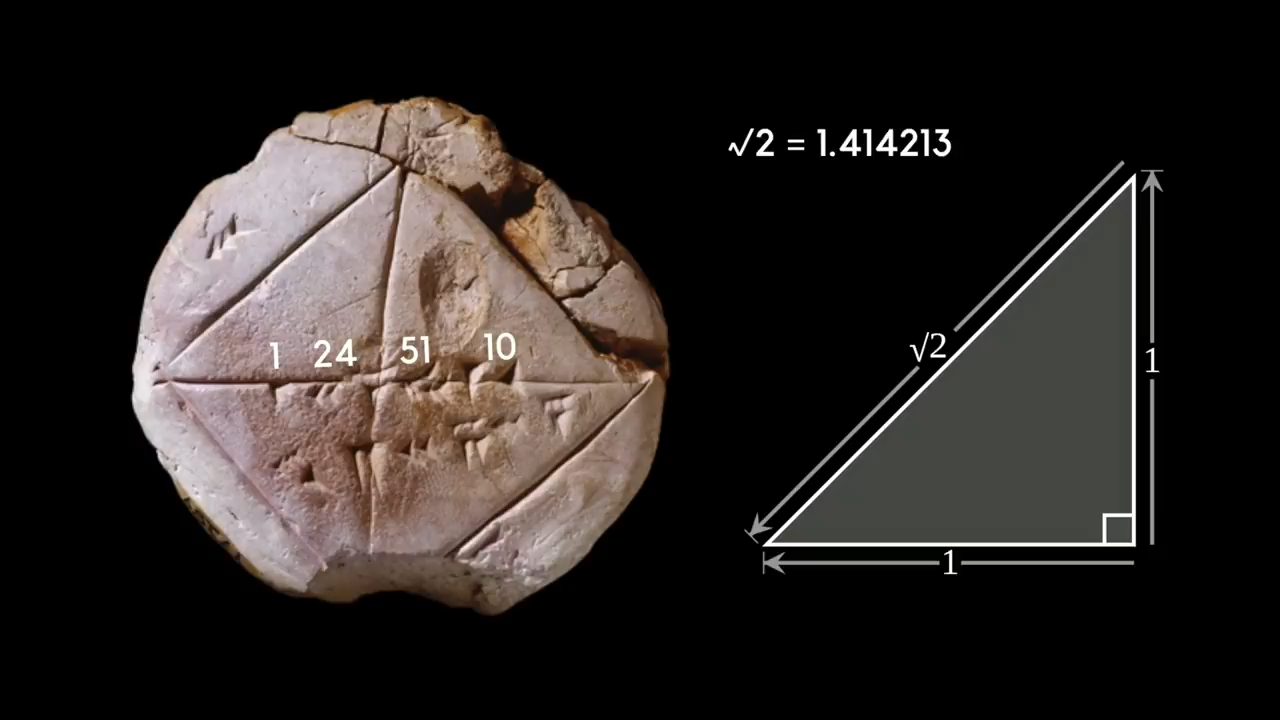 √2 = 1.414213
1 24 51 10
√2
1
1